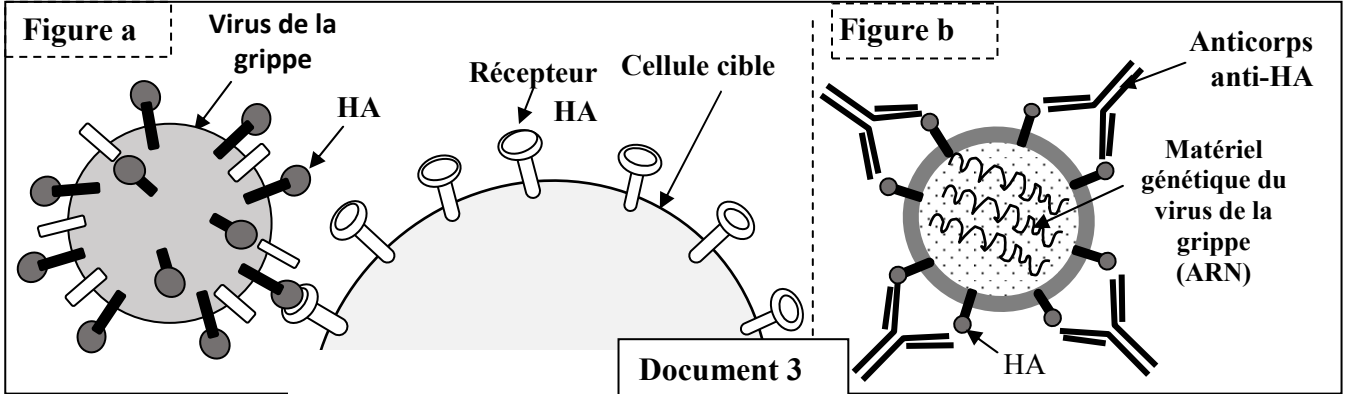 Figure a
Virus de la
grippe
HA
Récepteur
HA
Cellule cible
Figure b
Anticorps
anti-HA
Matériel
génétique du
virus de la
grippe
(ARN)
HA
Document 3